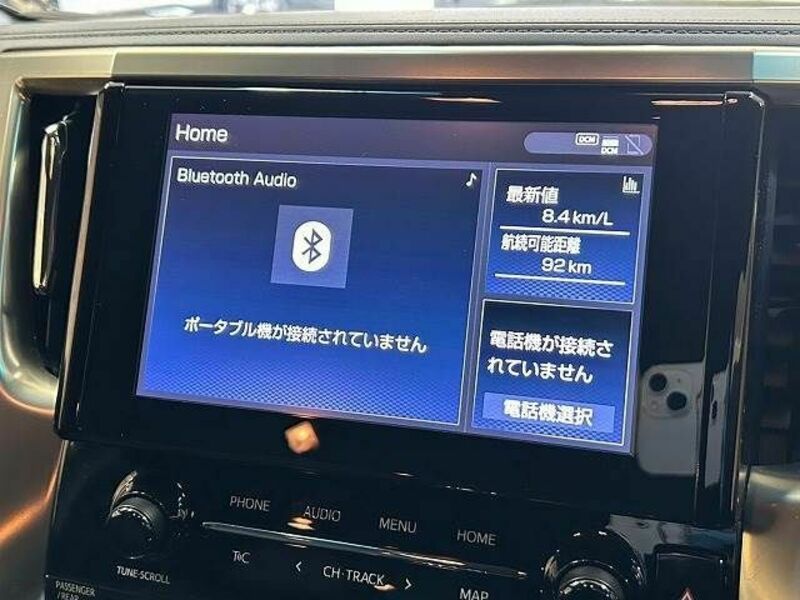 Home
DCM
DCM
Bluetooth Audio
最新値
8.4 km/L
航続可能距離
92 km
ポータブル機が接続されていません
電話機が接続さ
れていません
電話機選択
PHONE
AUDIO
MENU
HOME
TUNE·SCROLL
T&C
< CH·TRACK >
MAP
PASSENGER
/REAR